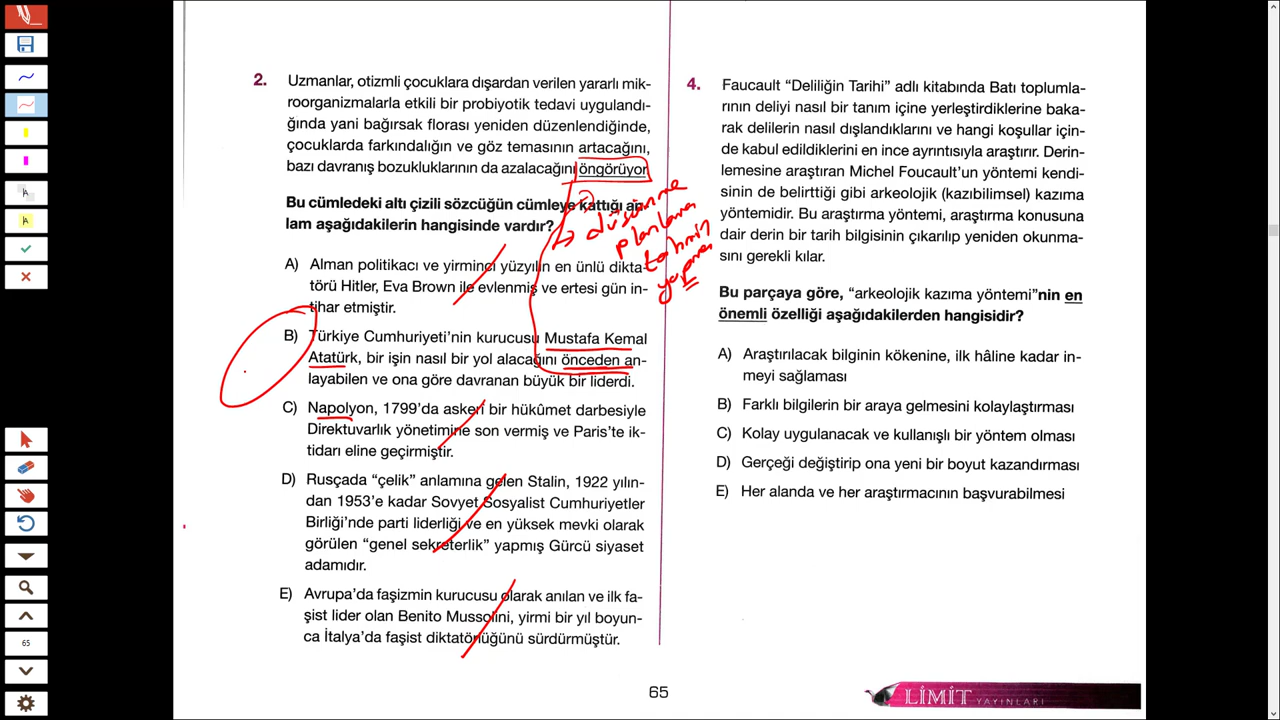 2. Uzmanlar, otizmli çocuklara dışardan verilen yararlı mik-
roorganizmalarla etkili bir probiyotik tedavi uygulandı-
ğında yani bağırsak florası yeniden düzenlendiğinde,
çocuklarda farkındalığın ve göz temasının artacağını,
bazı davranış bozukluklarının da azalacağını öngörüyor.
Bu cümledeki altı çizili sözcüğün cümleye kattığı an-
lam aşağıdakilerin hangisinde vardır?
düşünme
planlama
tahmin
yapma
A) Alman politikacı ve yirminci yüzyılın en ünlü dikta-
törü Hitler, Eva Brown ile evlenmiş ve ertesi gün in-
tihar etmiştir.
B) Türkiye Cumhuriyeti’nin kurucusu Mustafa Kemal
Atatürk, bir işin nasıl bir yol alacağını önceden an-
layabilen ve ona göre davranan büyük bir liderdi.
C) Napolyon, 1799’da askeri bir hükûmet darbesiyle
Direktuvarlık yönetimine son vermiş ve Paris’te ik-
tidarı eline geçirmiştir.
D) Rusçada “çelik” anlamına gelen Stalin, 1922 yılın-
dan 1953’e kadar Sovyet Sosyalist Cumhuriyetler
Birliği’nde parti liderliği ve en yüksek mevki olarak
görülen “genel sekreterlik” yapmış Gürcü siyaset
adamıdır.
E) Avrupa’da faşizmin kurucusu olarak anılan ve ilk fa-
şist lider olan Benito Mussolini, yirmi bir yıl boyun-
ca İtalya’da faşist diktatörlüğünü sürdürmüştür.
4. Faucault “Deliliğin Tarihi” adlı kitabında Batı toplumla-
rının deliyi nasıl bir tanım içine yerleştirdiklerine baka-
rak delilerin nasıl dışlandıklarını ve hangi koşullar için-
de kabul edildiklerini en ince ayrıntısıyla araştırır. Derin-
lemesine araştıran Michel Foucault’un yöntemi kendi-
sinin de belirttiği gibi arkeolojik (kazıbilimsel) kazıma
yöntemidir. Bu araştırma yöntemi, araştırma konusuna
dair derin bir tarih bilgisinin çıkarılıp yeniden okunma-
sını gerekli kılar.
Bu parçaya göre, “arkeolojik kazıma yöntemi”nin en
önemli özelliği aşağıdakilerden hangisidir?
A) Araştırılacak bilginin kökenine, ilk hâline kadar in-
meyi sağlaması
B) Farklı bilgilerin bir araya gelmesini kolaylaştırması
C) Kolay uygulanacak ve kullanışlı bir yöntem olması
D) Gerçeği değiştirip ona yeni bir boyut kazandırması
E) Her alanda ve her araştırmacının başvurabilmesi
65
65
LİMİT YAYINLARI